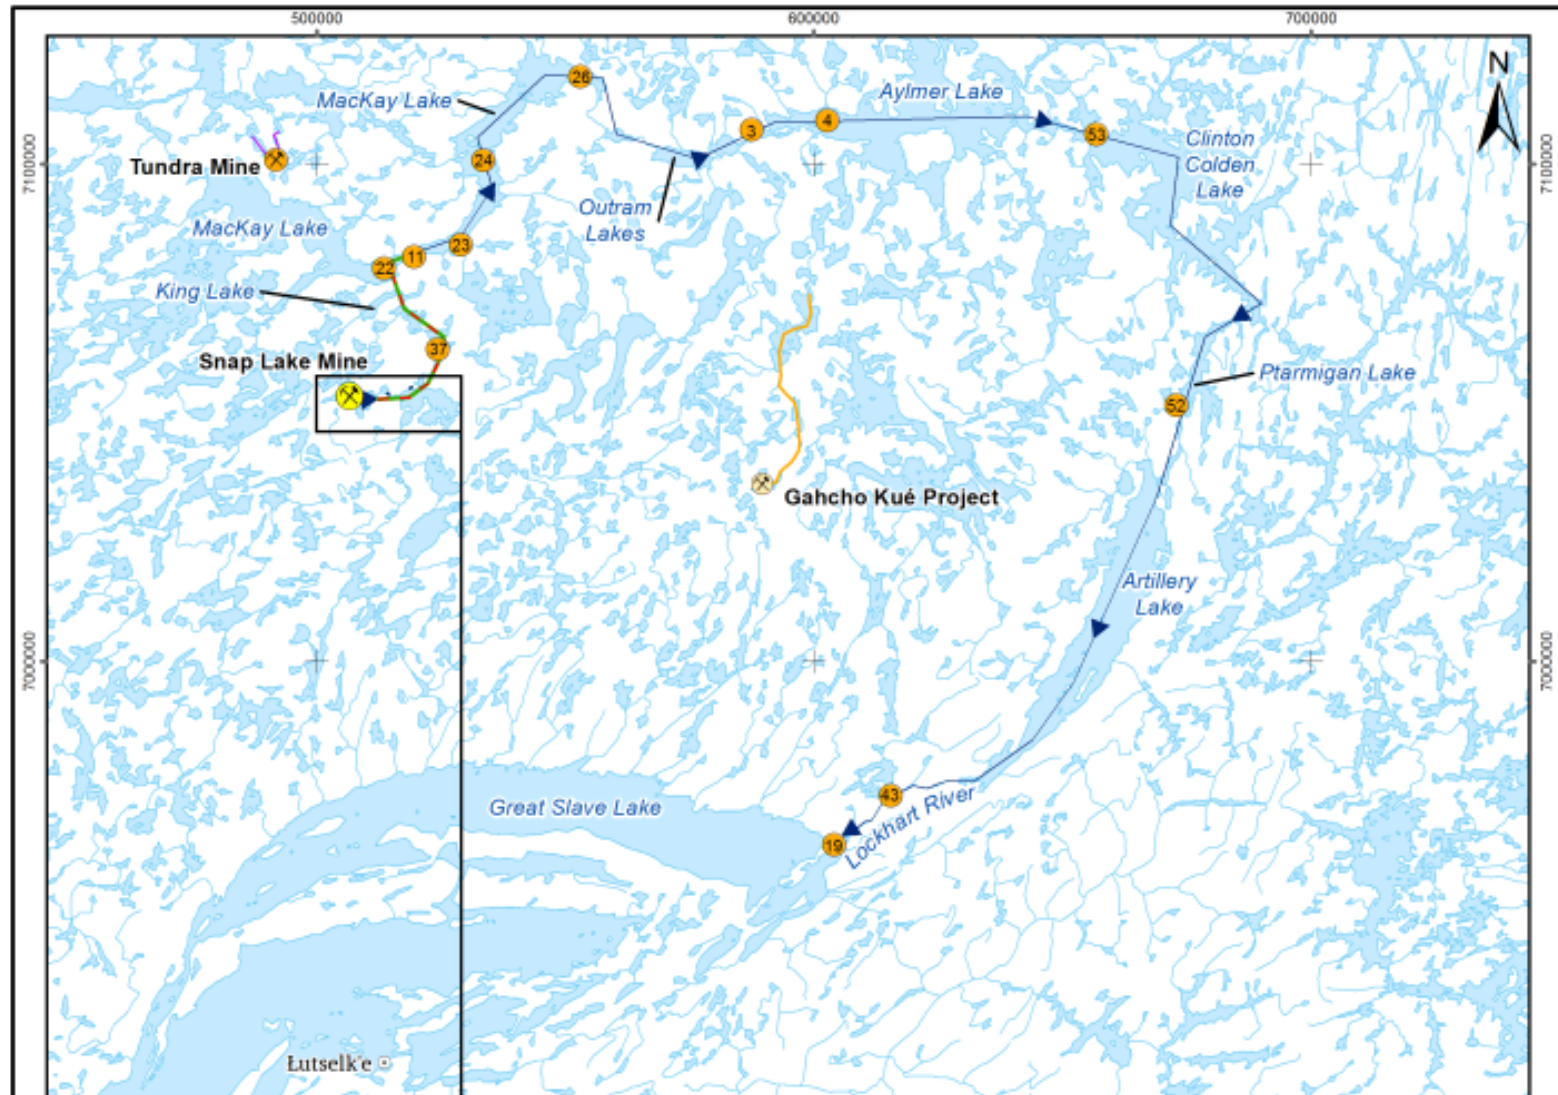 500000
600000
700000
N
26
MacKay Lake
Aylmer Lake
3
4
53
Clinton
Colden
Lake
7100000
7100000
Tundra Mine
24
Outram
Lakes
MacKay Lake
23
11
22
King Lake
37
Snap Lake Mine
Ptarmigan Lake
52
Gahcho Kué Project
Artillery
Lake
7000000
7000000
43
Great Slave Lake
Lockhart River
19
Łutselk'e